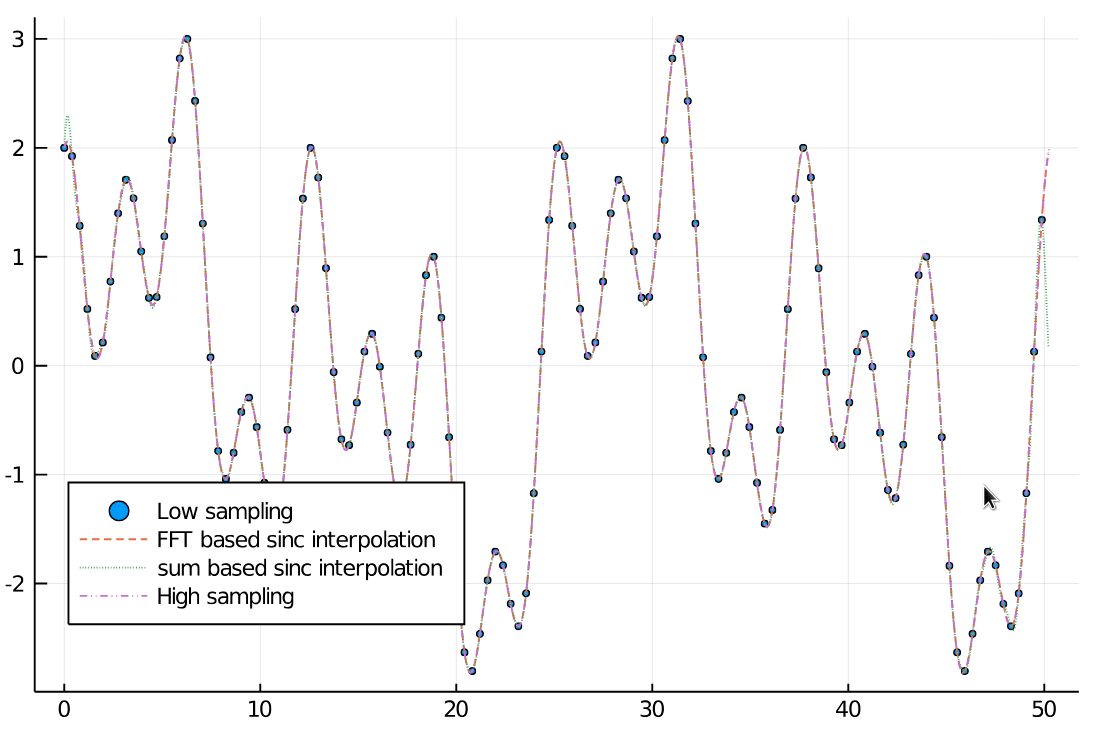 3
2
1
0
-1
-2
Low sampling
FFT based sinc interpolation
sum based sinc interpolation
High sampling
0 10 20 30 40 50